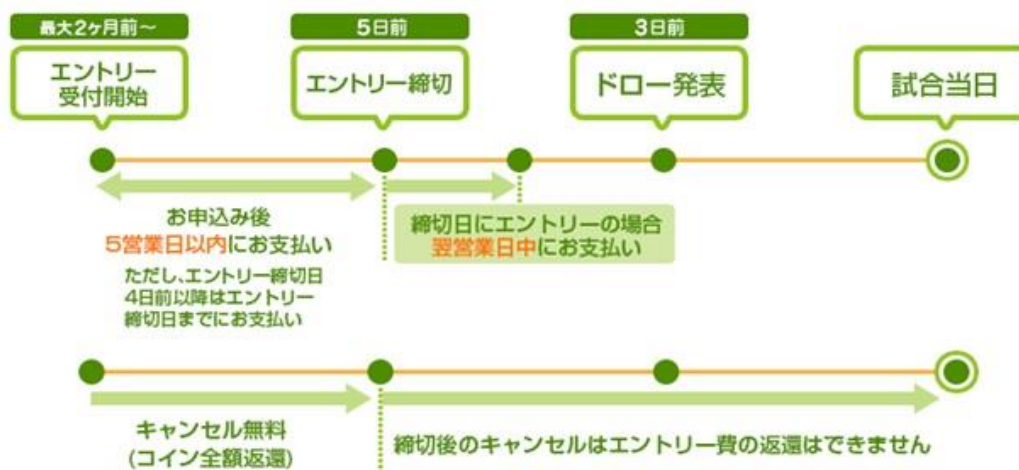 最大2ヶ月前～
エントリー
受付開始
5日前
エントリー締切
3日前
ドロー発表
試合当日
お申込み後
5営業日以内にお支払い
ただし、エントリー締切日
4日前以降はエントリー
締切日までにお支払い
締切日にエントリーの場合
翌営業日中にお支払い
キャンセル無料
(コイン全額返還)
締切後のキャンセルはエントリー費の返還はできません